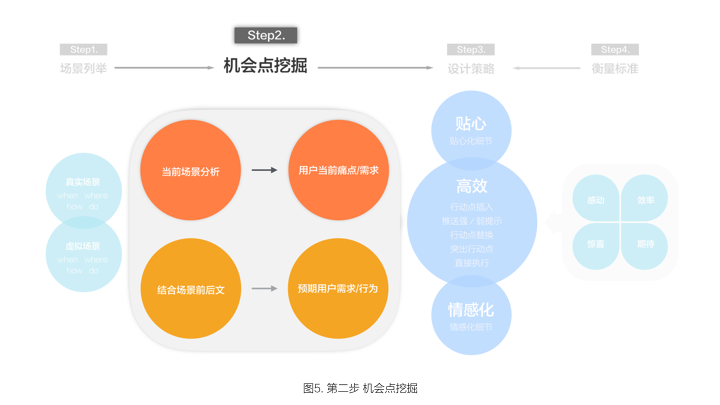 Step1.
场景列举
Step2.
机会点挖掘
Step3.
设计策略
Step4.
衡量标准
真实场景
when where
here do
虚拟场景
when where
here do
当前场景分析
用户当前痛点/需求
结合场景前后文
预期用户需求/行为
贴心
贴心化细节
高效
行动点插入
推送强 / 弱提示
行动点替换
突出行动点
直接执行
情感化
情感化细节
感动
效率
惊喜
期待
图5. 第二步 机会点挖掘